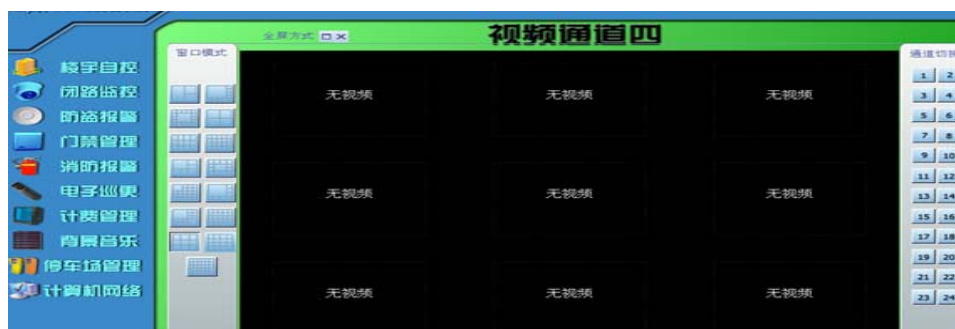 视频通道四
全屏方式
窗口模式
通道切换
楼宇自控
闭路监控
防盗报警
门禁管理
消防报警
电子巡更
计费管理
背景音乐
停车场管理
计算机网络
无视频 无视频 无视频
无视频 无视频 无视频
无视频 无视频 无视频
1 2
3 4
5 6
7 8
9 10
11 12
13 14
15 16
17 18
19 20
21 22
23 24